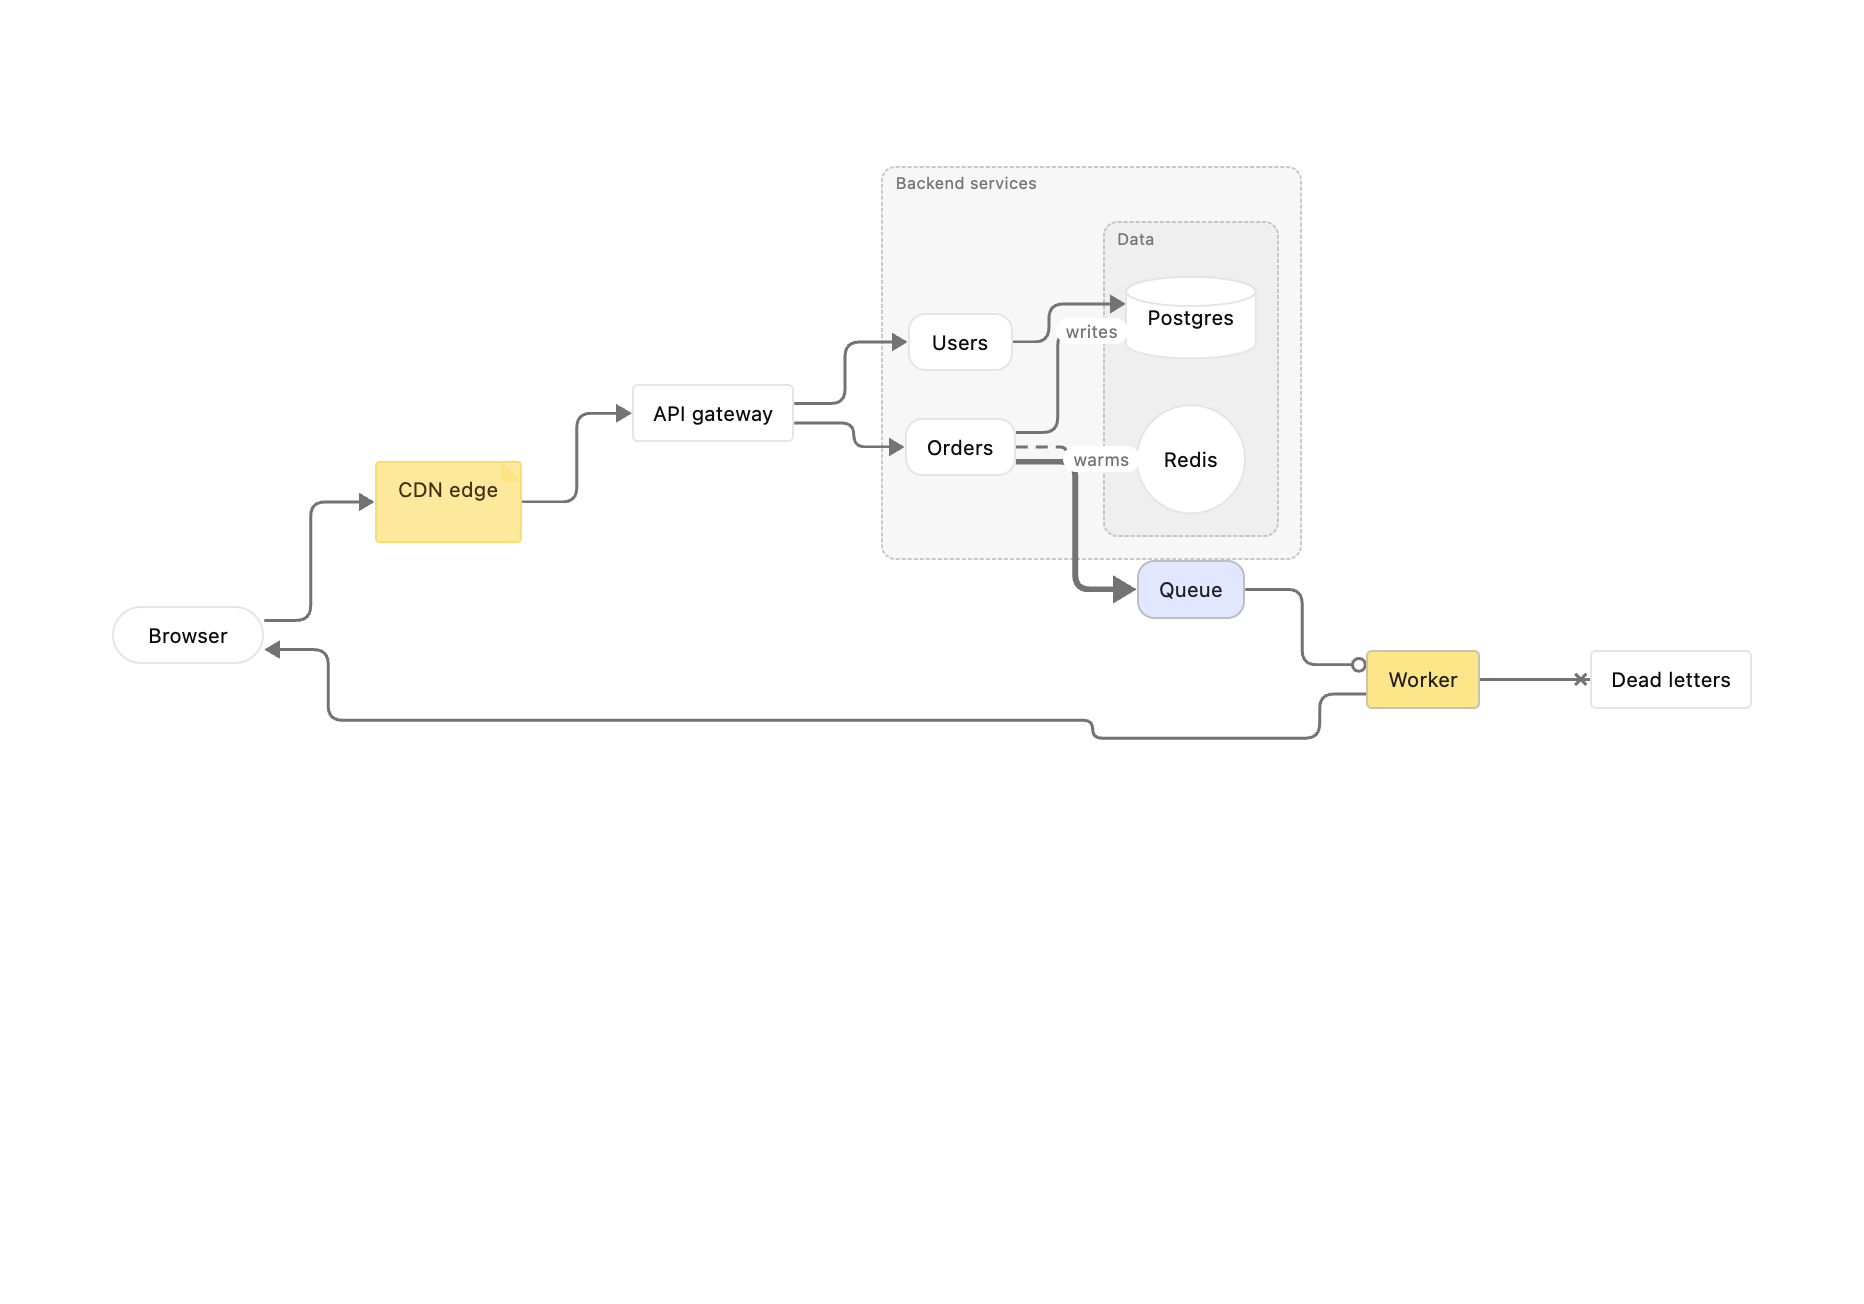 Backend services
Data
Postgres
writes
Users
API gateway
Orders
warms
Redis
CDN edge
Queue
Browser
Worker
Dead letters